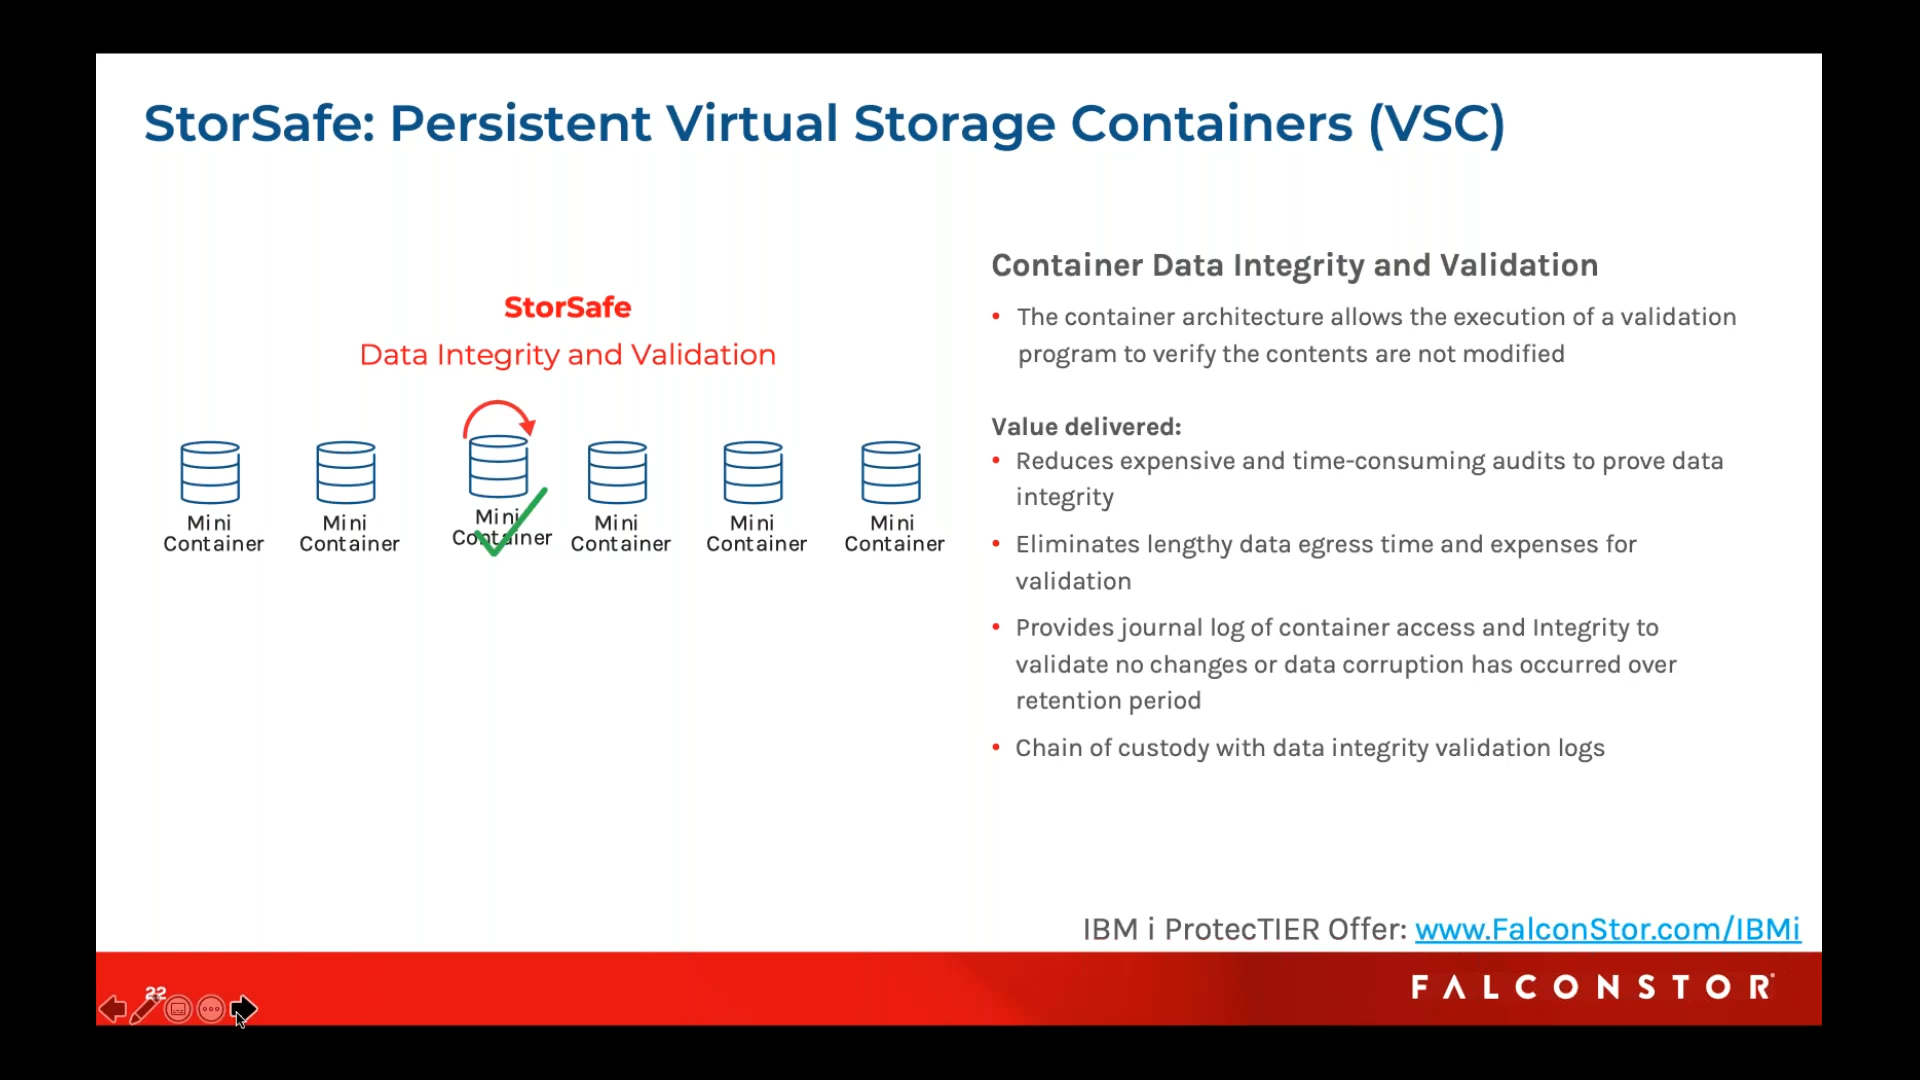 StorSafe: Persistent Virtual Storage Containers (VSC)
StorSafe
Data Integrity and Validation
Mini
Container
Mini
Container
Mini
Container
Mini
Container
Mini
Container
Mini
Container
Container Data Integrity and Validation
• The container architecture allows the execution of a validation
program to verify the contents are not modified
Value delivered:
• Reduces expensive and time-consuming audits to prove data
integrity
• Eliminates lengthy data egress time and expenses for
validation
• Provides journal log of container access and Integrity to
validate no changes or data corruption has occurred over
retention period
• Chain of custody with data integrity validation logs
IBM i ProtecTIER Offer: www.FalconStor.com/IBMi
22
FALCONSTOR